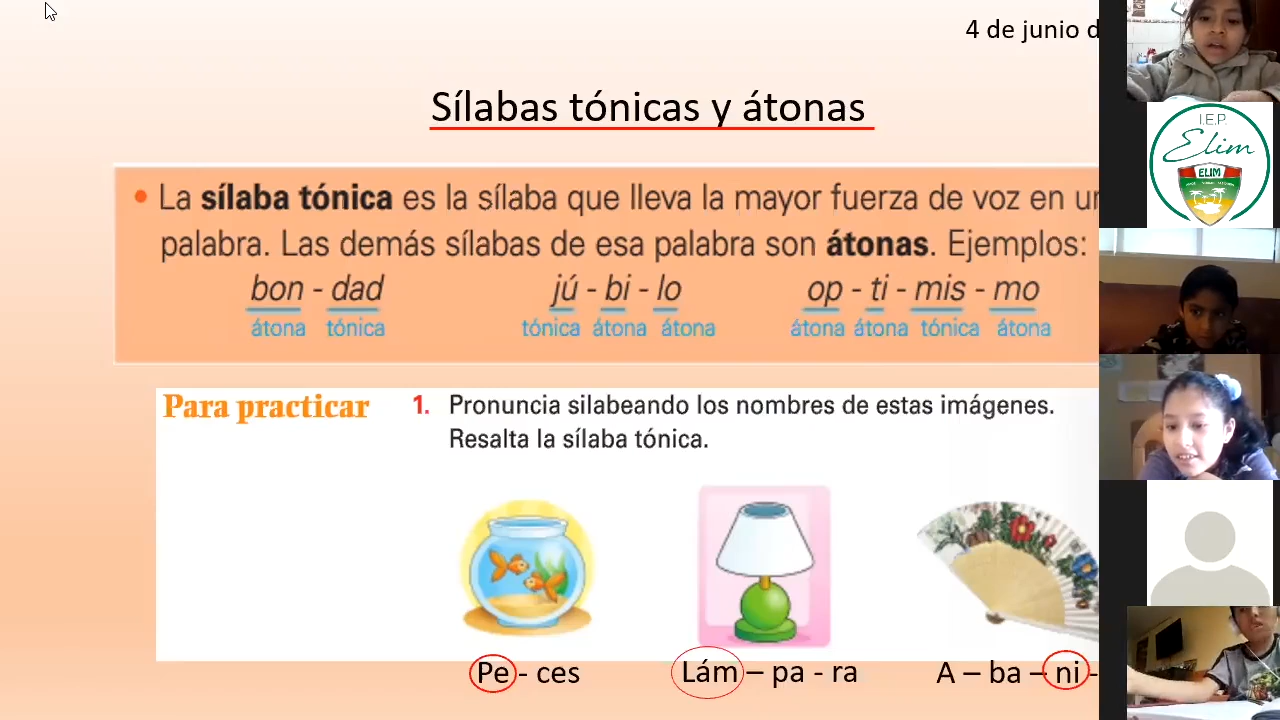 4 de junio
Sílabas tónicas y átonas
• La sílaba tónica es la sílaba que lleva la mayor fuerza de voz en
palabra. Las demás sílabas de esa palabra son átonas. Ejemplos:
bon - dad jú - bi - lo op - ti - mis - mo
átona tónica tónica átona átona átona átona tónica átona
Para practicar 1. Pronuncia silabeando los nombres de estas imágenes.
Resalta la sílaba tónica.
Pe - ces Lám – pa - ra A – ba – ni -
I.E.P.
Elim
ELIM